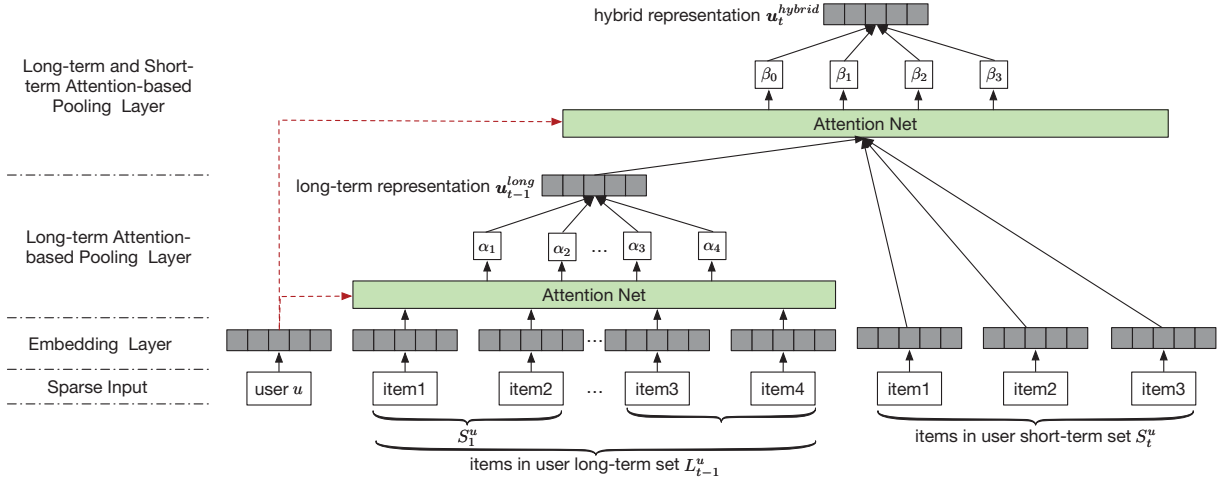 hybrid representation u_t^{hybrid}
Long-term and Short-
term Attention-based
Pooling Layer
β0 β1 β2 β3
Attention Net
long-term representation u_{t−1}^{long}
Long-term Attention-
based Pooling Layer
α1 α2 ... α3 α4
Attention Net
Embedding Layer
...
Sparse Input
user u item1 item2 ... item3 item4 item1 item2 item3
S_1^u
items in user short-term set S_t^u
items in user long-term set L_{t−1}^u